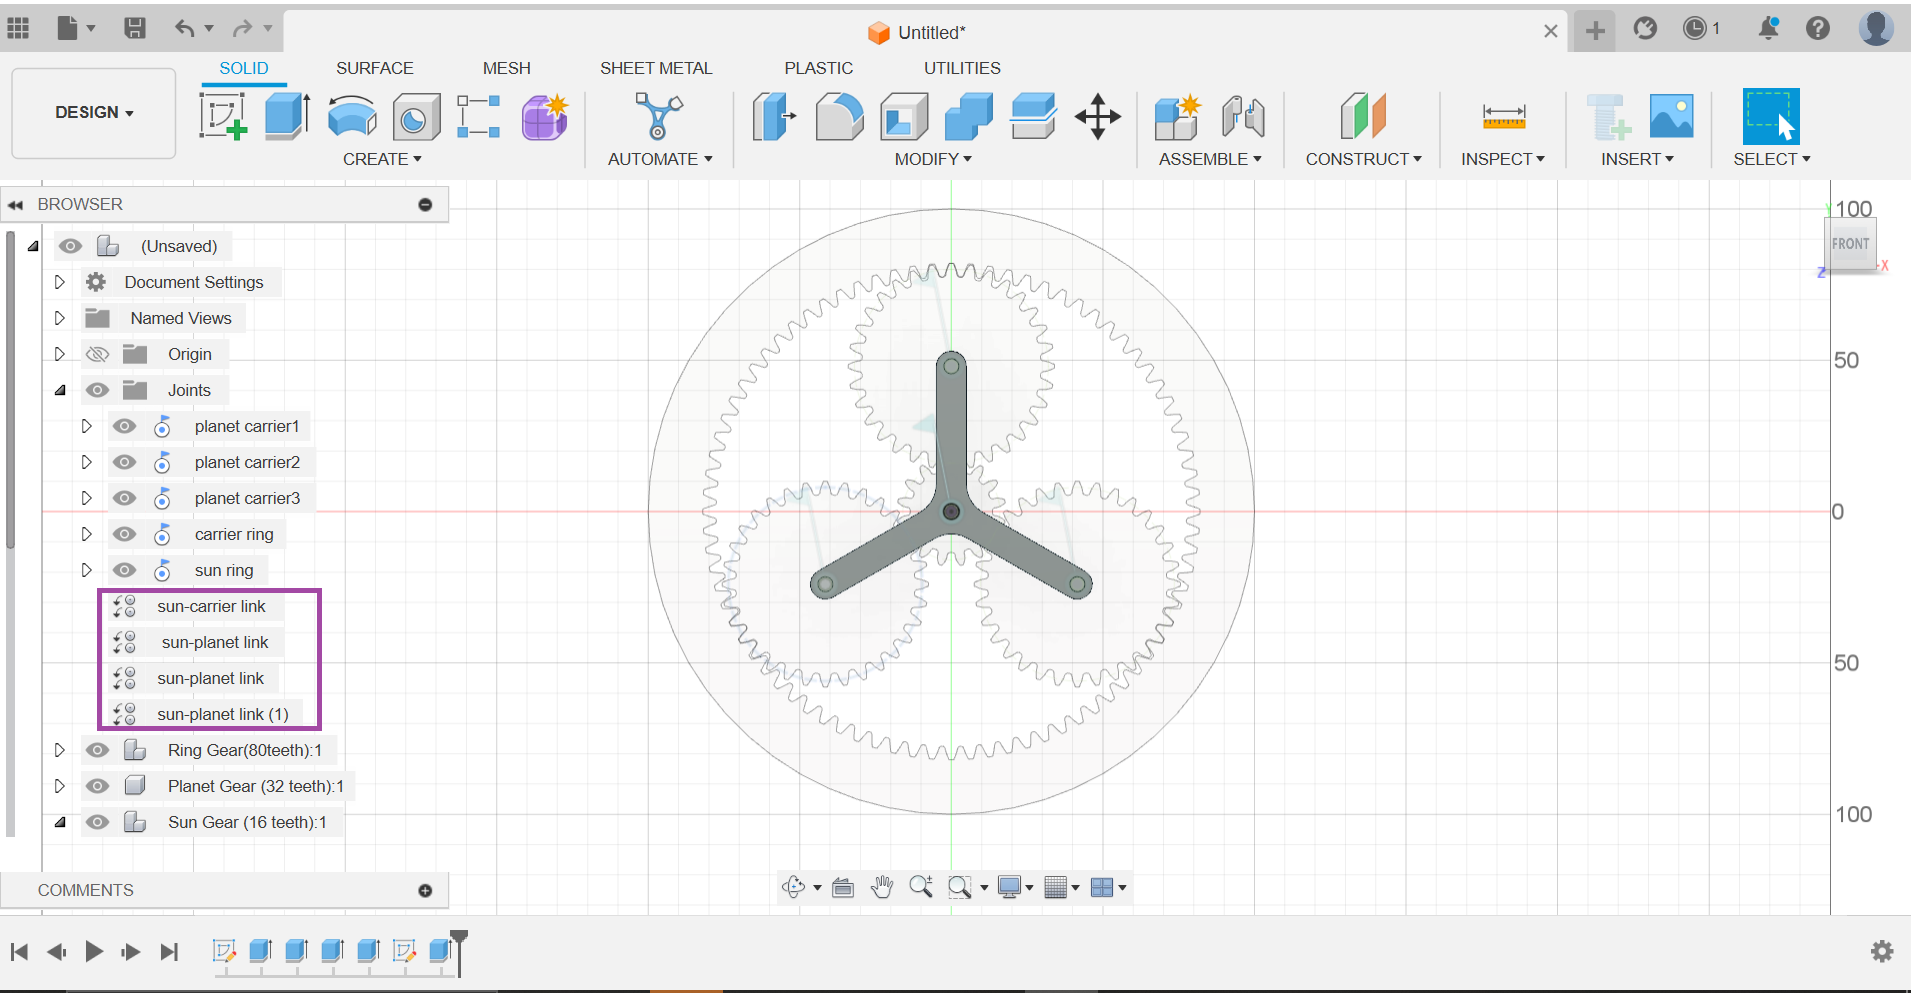 Untitled*
1
SOLID SURFACE MESH SHEET METAL PLASTIC UTILITIES
DESIGN
CREATE AUTOMATE MODIFY ASSEMBLE CONSTRUCT INSPECT INSERT SELECT
BROWSER
(Unsaved)
Document Settings
Named Views
Origin
Joints
planet carrier1
planet carrier2
planet carrier3
carrier ring
sun ring
sun-carrier link
sun-planet link
sun-planet link
sun-planet link (1)
Ring Gear(80teeth):1
Planet Gear (32 teeth):1
Sun Gear (16 teeth):1
COMMENTS
100
Y
FRONT
Z
X
50
0
50
100